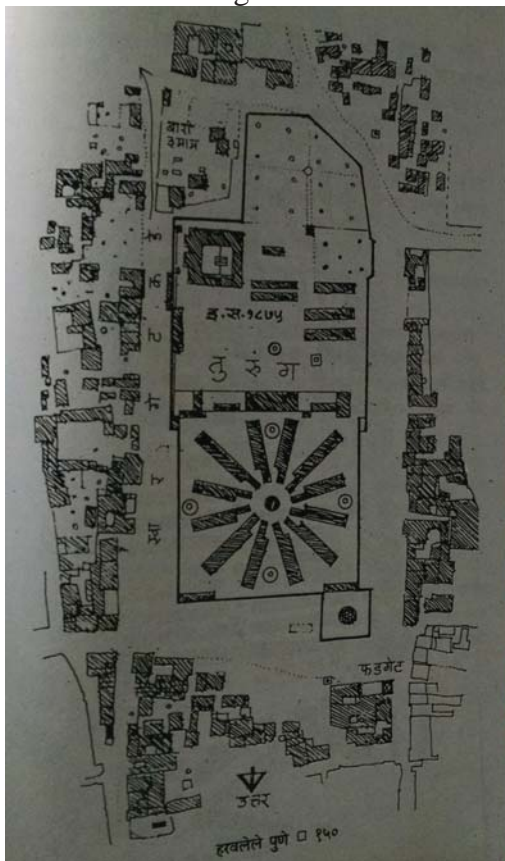 बारा
इमाम
स्वा र गे ट क डे
इ.स.१८७५
तु रुं ग
फडगेट
उत्तर
हरवलेले पुणे □ १५०